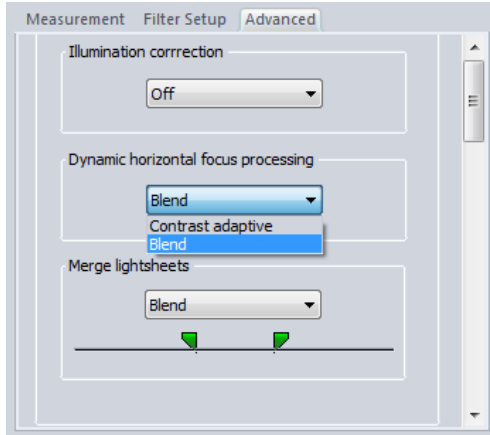 Measurement Filter Setup Advanced
Illumination corrrection
Off
Dynamic horizontal focus processing
Blend
Contrast adaptive
Blend
Merge lightsheets
Blend